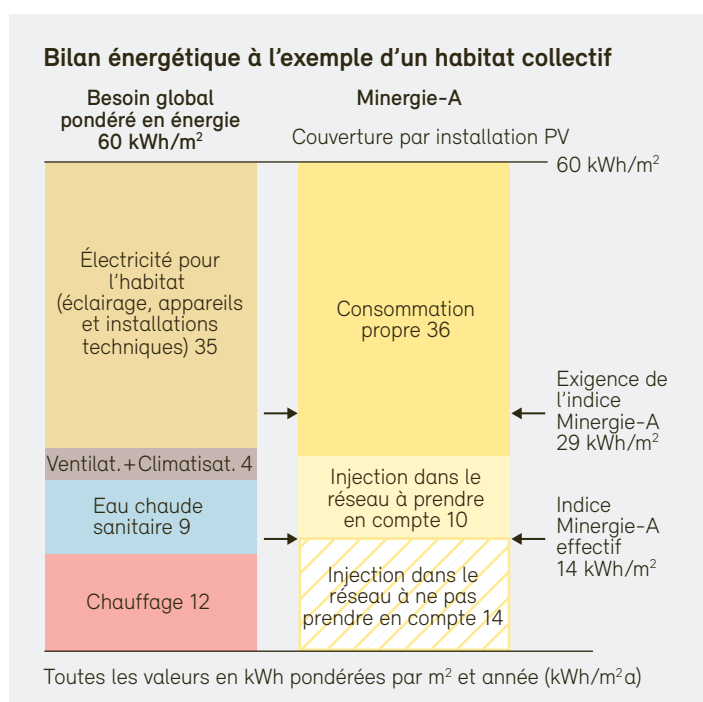 Bilan énergétique à l'exemple d'un habitat collectif
Besoin global
pondéré en énergie
60 kWh/m²
Minergie-A
Couverture par installation PV
60 kWh/m²
Électricité pour
l'habitat
(éclairage, appareils
et installations
techniques) 35
Ventilat.+Climatisat. 4
Eau chaude
sanitaire 9
Chauffage 12
Consommation
propre 36
Injection dans le
réseau à prendre
en compte 10
Injection dans le
réseau à ne pas
prendre en compte 14
Exigence de
l'indice
Minergie-A
29 kWh/m²
Indice
Minergie-A
effectif
14 kWh/m²
Toutes les valeurs en kWh pondérées par m² et année (kWh/m²a)